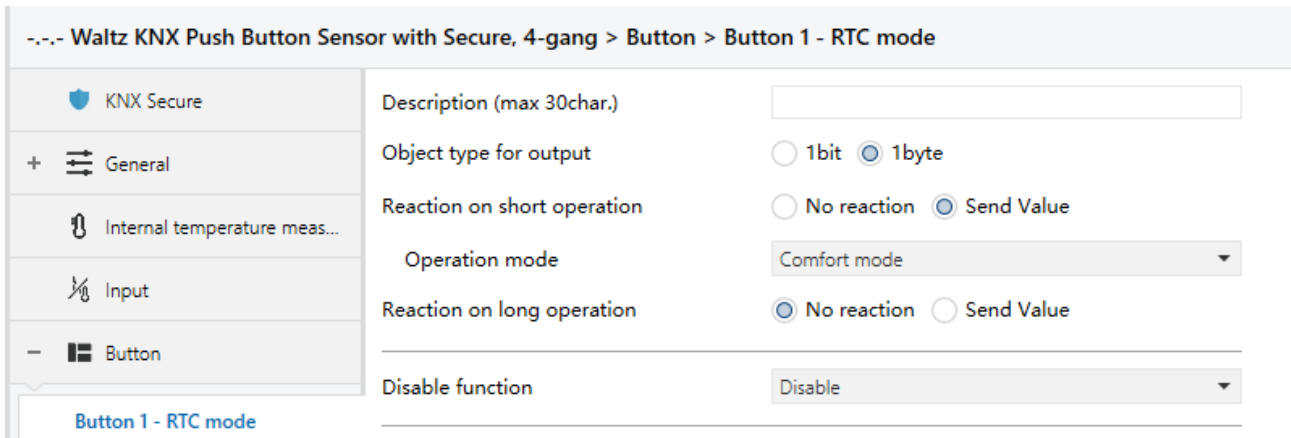 -.-.- Waltz KNX Push Button Sensor with Secure, 4-gang > Button > Button 1 - RTC mode
KNX Secure
+ General
Internal temperature meas...
Input
− Button
Button 1 - RTC mode
Description (max 30char.)
Object type for output 1bit 1byte
Reaction on short operation No reaction Send Value
Operation mode Comfort mode
Reaction on long operation No reaction Send Value
Disable function Disable